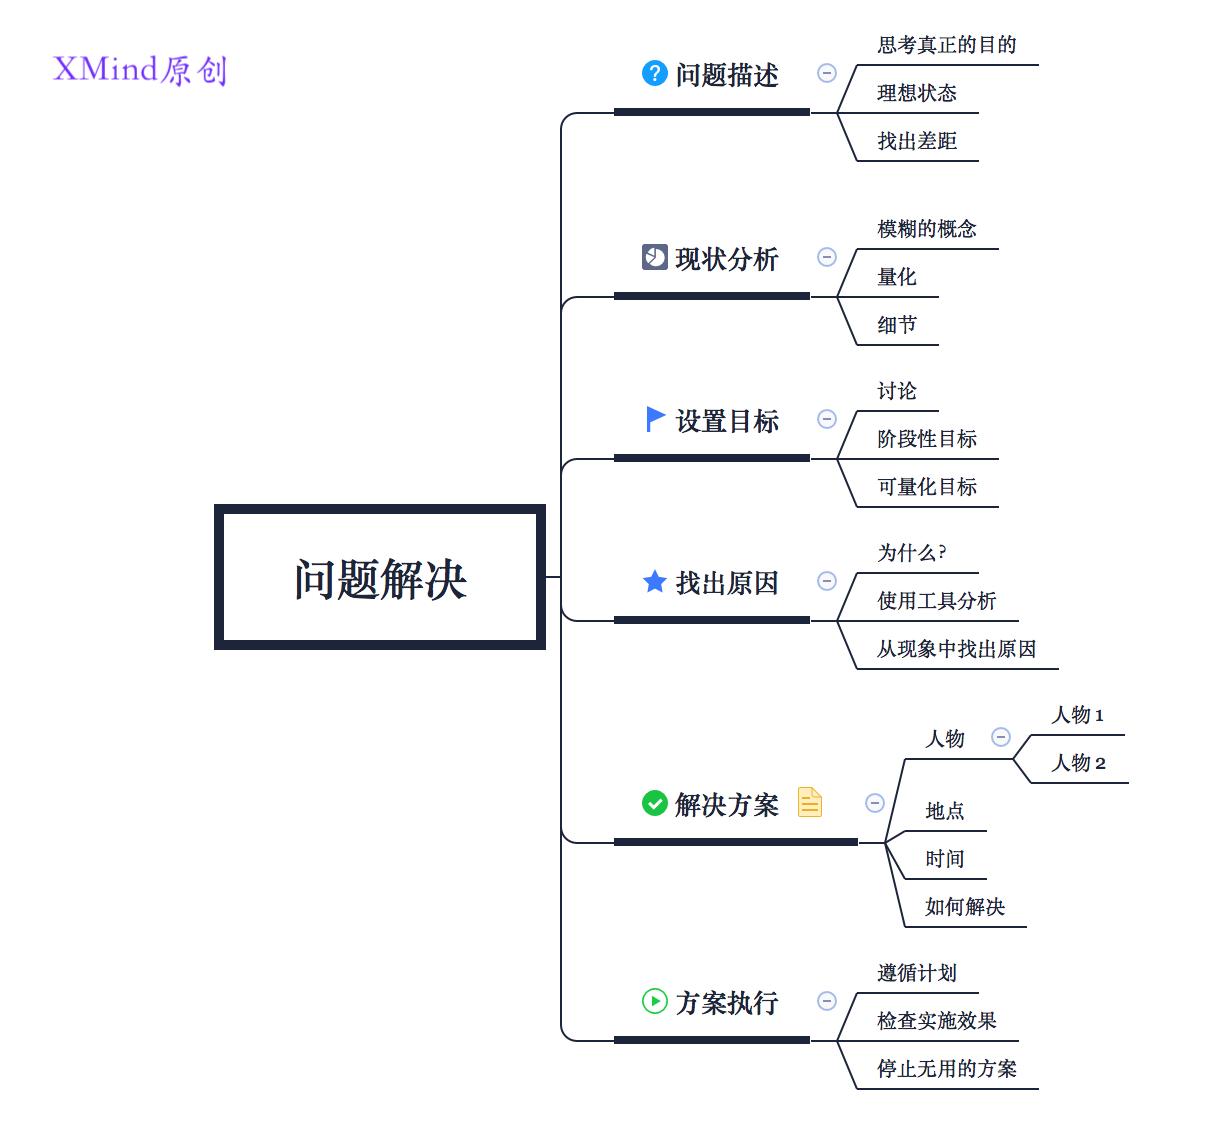 XMind原创
问题解决
问题描述
思考真正的目的
理想状态
找出差距
现状分析
模糊的概念
量化
细节
设置目标
讨论
阶段性目标
可量化目标
找出原因
为什么?
使用工具分析
从现象中找出原因
解决方案
人物
人物 1
人物 2
地点
时间
如何解决
方案执行
遵循计划
检查实施效果
停止无用的方案